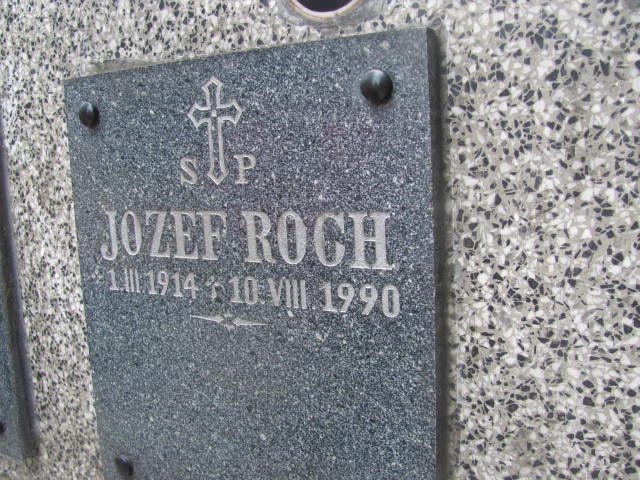 S P
JOZEF ROCH
* 1 III 1914 + 10 VIII 1990